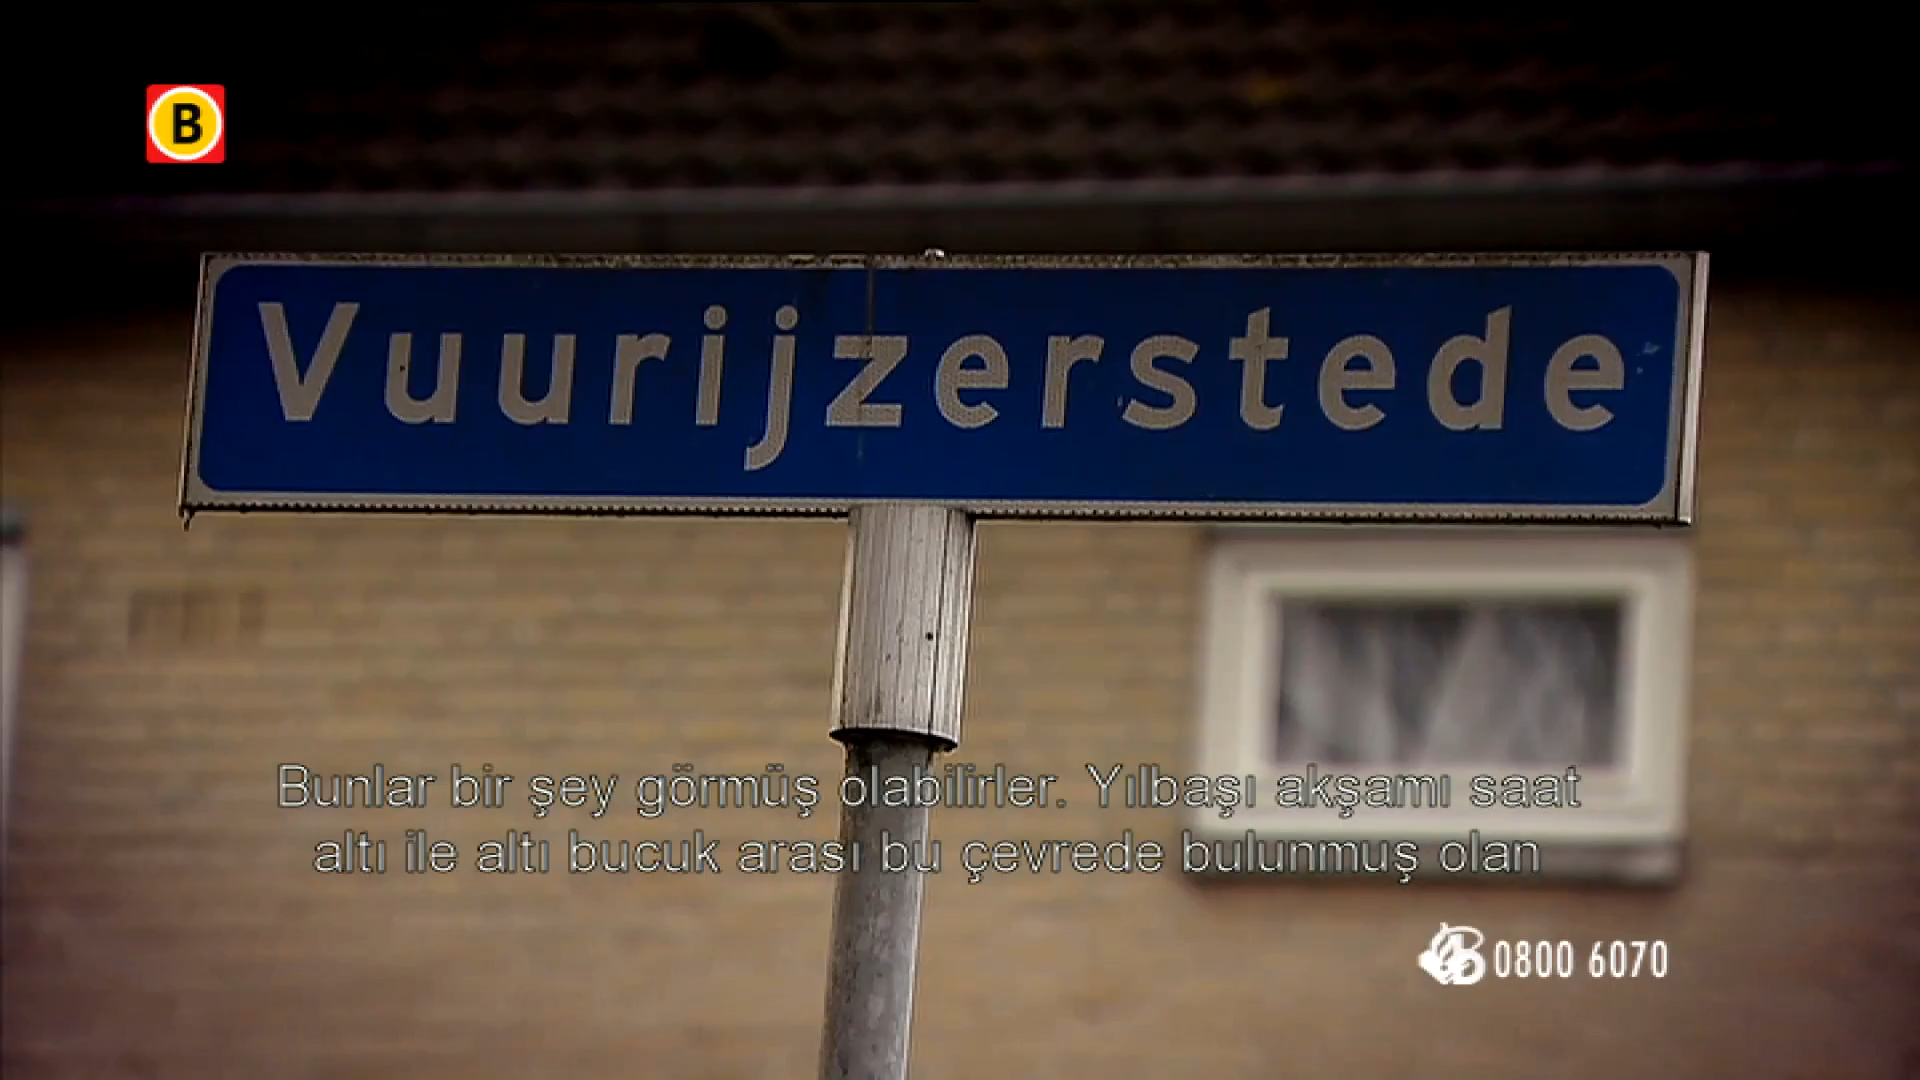 B
Vuurijzerstede
Bunlar bir şey görmüş olabilirler. Yılbaşı akşamı saat
altı ile altı bucuk arası bu çevrede bulunmuş olan
0800 6070